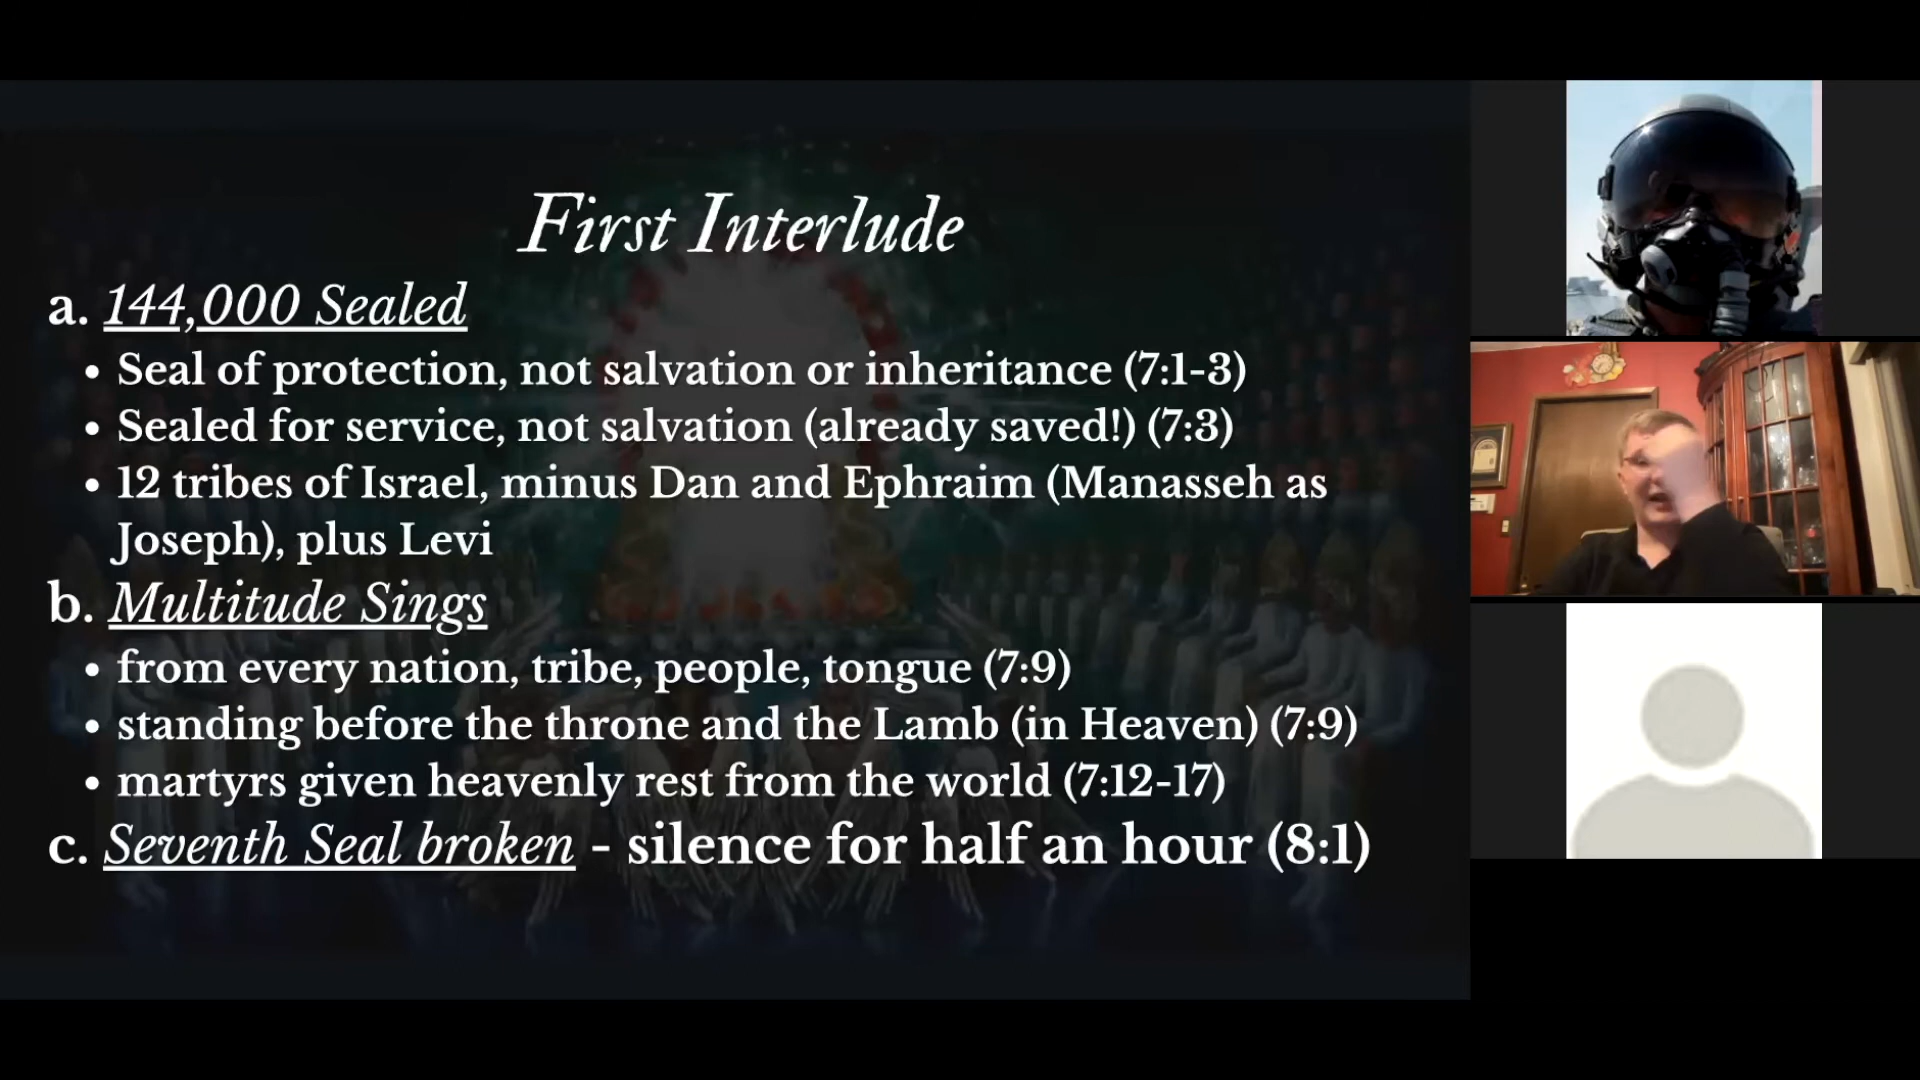 First Interlude
a. 144,000 Sealed
• Seal of protection, not salvation or inheritance (7:1-3)
• Sealed for service, not salvation (already saved!) (7:3)
• 12 tribes of Israel, minus Dan and Ephraim (Manasseh as
Joseph), plus Levi
b. Multitude Sings
• from every nation, tribe, people, tongue (7:9)
• standing before the throne and the Lamb (in Heaven) (7:9)
• martyrs given heavenly rest from the world (7:12-17)
c. Seventh Seal broken - silence for half an hour (8:1)